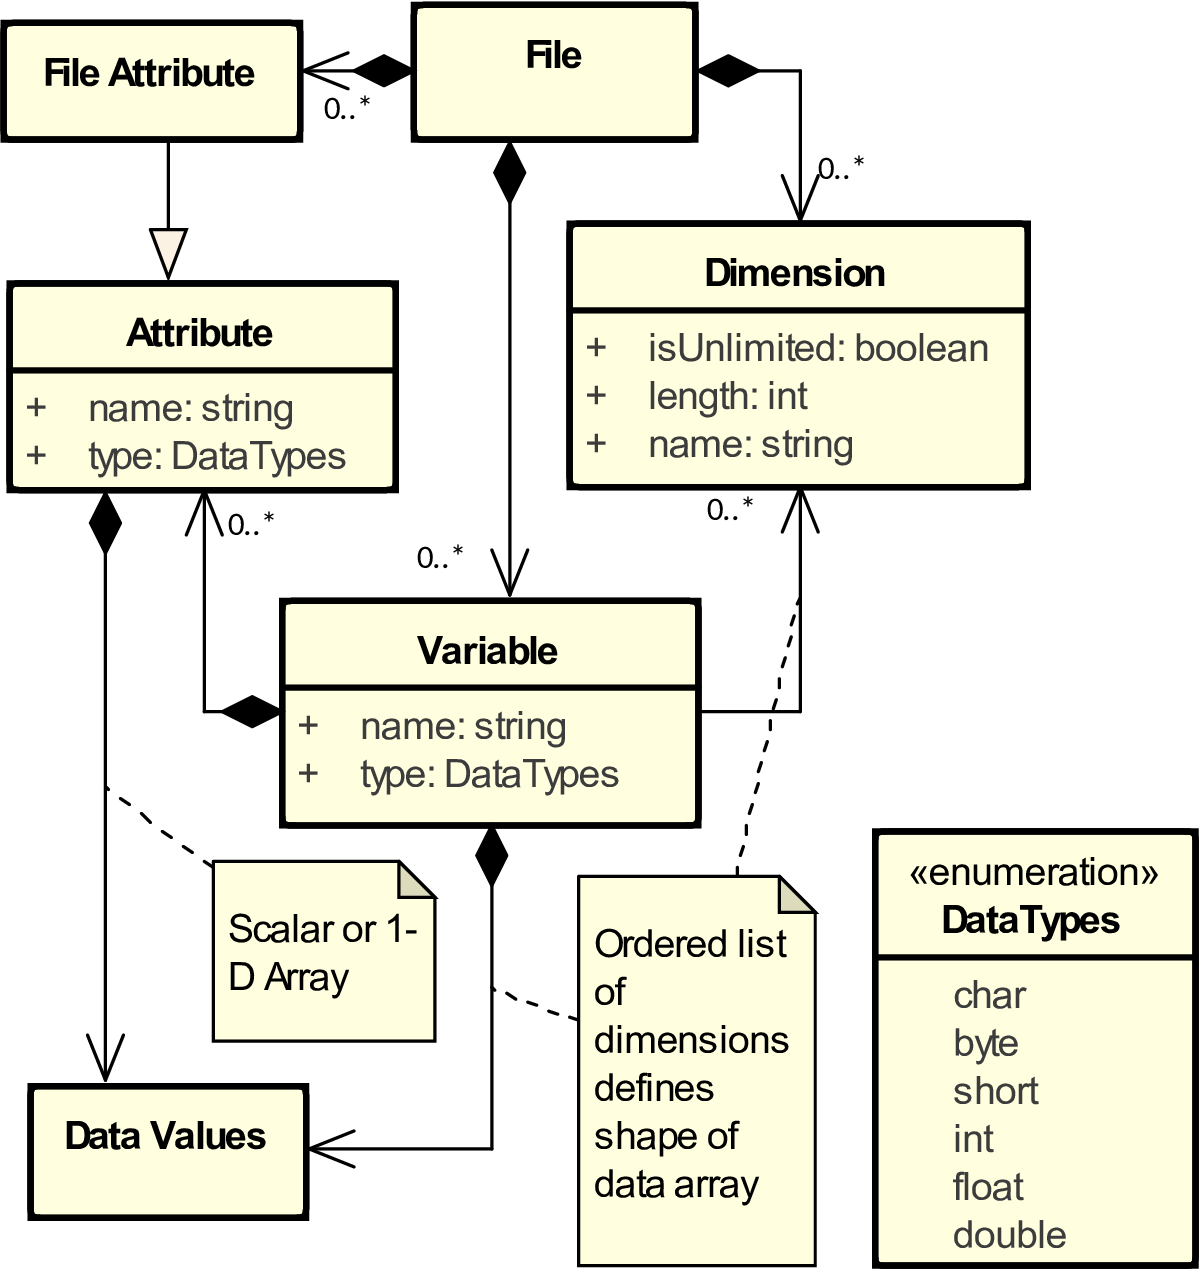 File Attribute
File
0..*
0..*
Dimension
+ isUnlimited: boolean
+ length: int
+ name: string
Attribute
+ name: string
+ type: DataTypes
0..*
0..*
0..*
Variable
+ name: string
+ type: DataTypes
Scalar or 1-
D Array
Ordered list
of
dimensions
defines
shape of
data array
«enumeration»
DataTypes
char
byte
short
int
float
double
Data Values